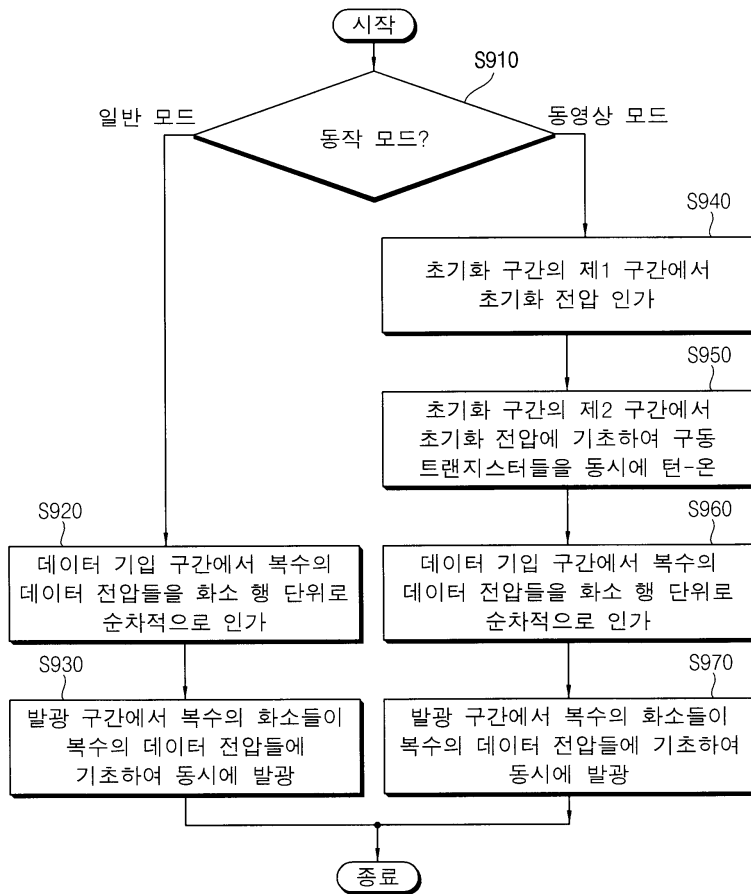 시작
S910
일반 모드
동작 모드?
동영상 모드
S940
초기화 구간의 제1 구간에서
초기화 전압 인가
S950
초기화 구간의 제2 구간에서
초기화 전압에 기초하여 구동
트랜지스터들을 동시에 턴-온
S920
데이터 기입 구간에서 복수의
데이터 전압들을 화소 행 단위로
순차적으로 인가
S960
데이터 기입 구간에서 복수의
데이터 전압들을 화소 행 단위로
순차적으로 인가
S930
발광 구간에서 복수의 화소들이
복수의 데이터 전압들에
기초하여 동시에 발광
S970
발광 구간에서 복수의 화소들이
복수의 데이터 전압들에 기초하여
동시에 발광
종료